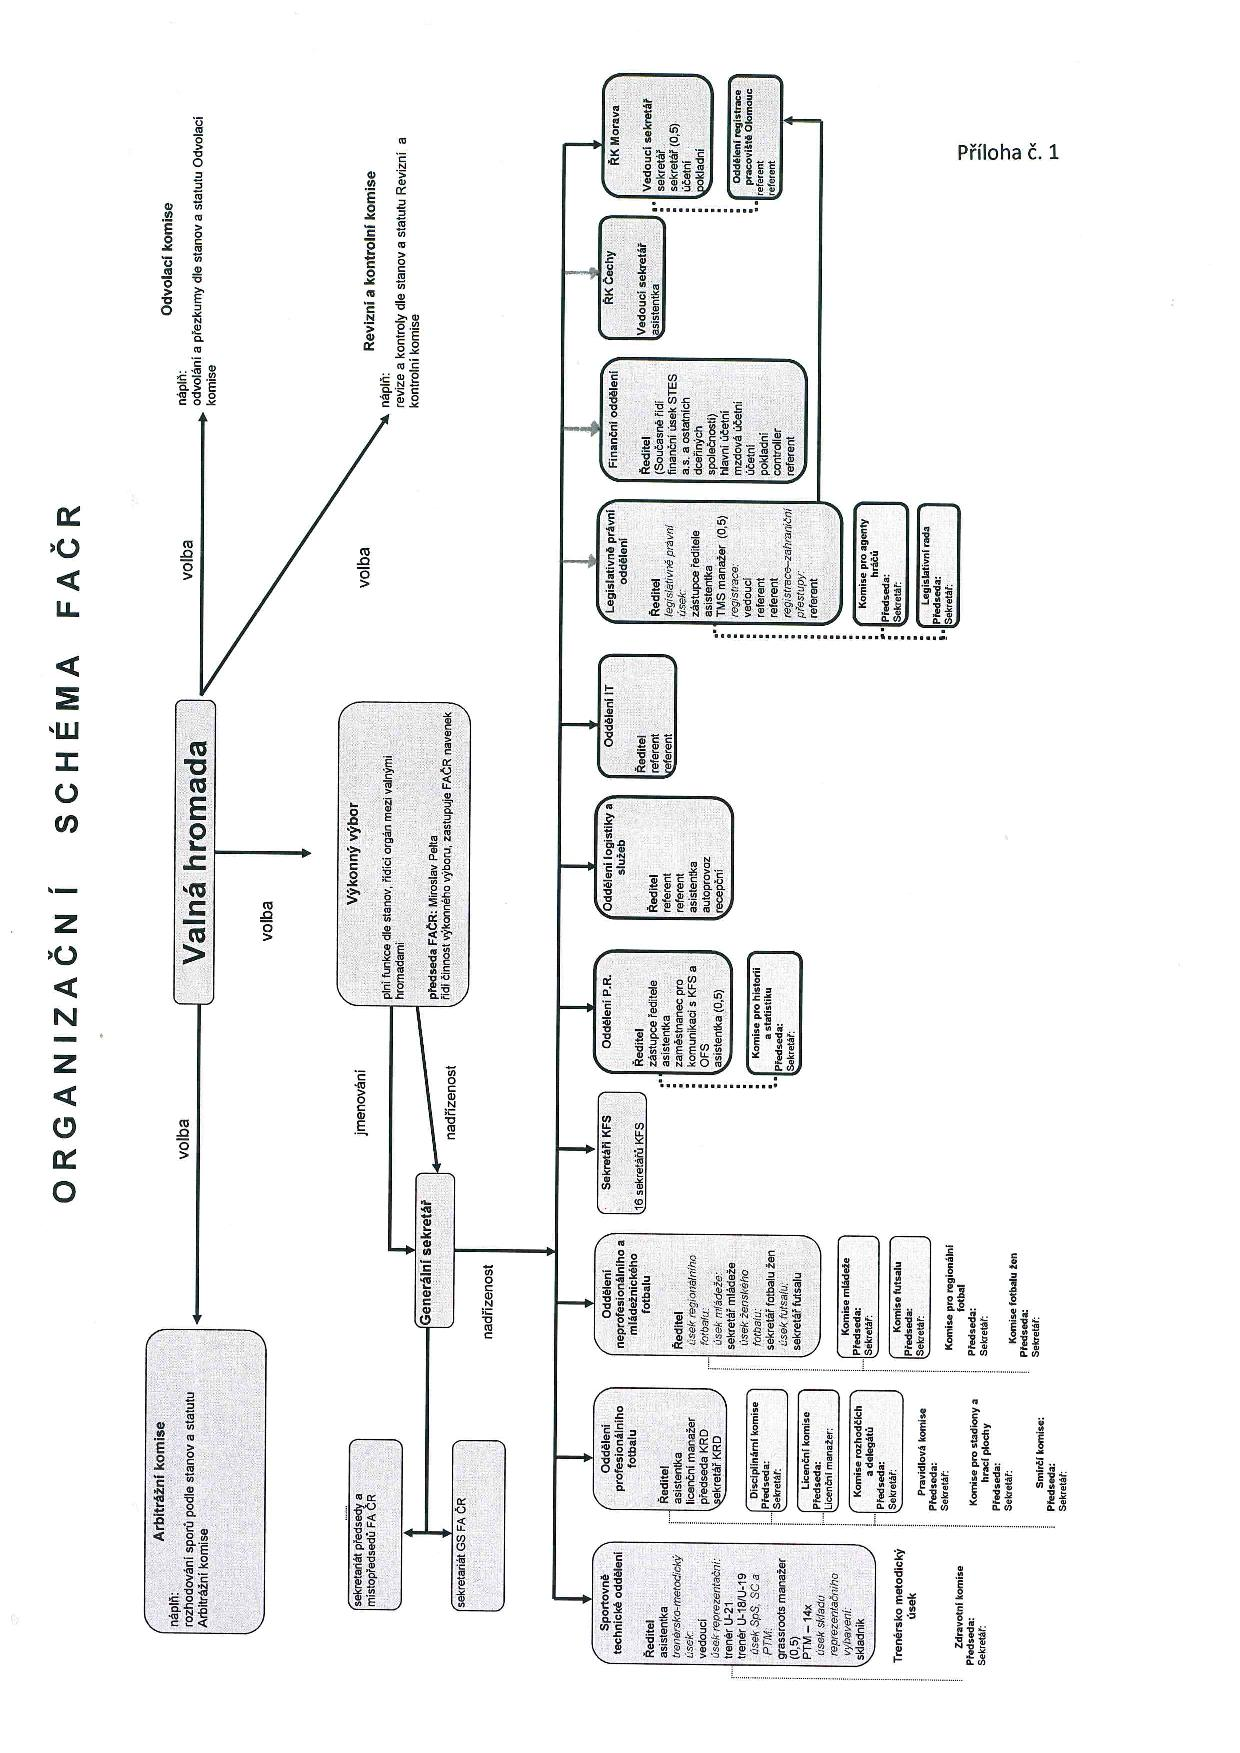 ORGANIZAČNÍ SCHÉMA FAČR
Valná hromada
volba
volba
volba
volba
Arbitrážní komise
náplň:
rozhodování sporů podle stanov a statutu
Arbitrážní komise
Odvolací komise
náplň:
odvolání a přezkumy dle stanov a statutu Odvolací
komise
Revizní a kontrolní komise
náplň:
revize a kontroly dle stanov a statutu Revizní a
kontrolní komise
Výkonný výbor
plní funkce dle stanov, řídící orgán mezi valnými
hromadami
předseda FAČR: Miroslav Pelta
řídí činnost výkonného výboru, zastupuje FAČR navenek
jmenování
nadřízenost
Generální sekretář
nadřízenost
sekretariát předsedy a
místopředsedů FA ČR
sekretariát GS FA ČR
Sportovně
technické oddělení
Ředitel
asistentka
trenérsko-metodický
úsek:
vedoucí
úsek reprezentační:
trenér U-21
trenér U-18/U-19
úsek SpS, SC a
PTM:
grassroots manažer
(0,5)
PTM – 14x
úsek skladu
reprezentačního
vybavení:
skladník
Trenérsko metodický
úsek
Zdravotní komise
Předseda:
Sekretář:
Oddělení
profesionálního
fotbalu
Ředitel
asistentka
licenční manažer
předseda KRD
sekretář KRD
Disciplinární komise
Předseda:
Sekretář:
Licenční komise
Předseda:
Licenční manažer:
Komise rozhodčích
a delegátů
Předseda:
Sekretář:
Pravidlová komise
Předseda:
Sekretář:
Komise pro stadiony a
hrací plochy
Předseda:
Sekretář:
Smírčí komise:
Předseda:
Sekretář:
Oddělení
neprofesionálního a
mládežnického
fotbalu
Ředitel
úsek regionálního
fotbalu:
úsek mládeže:
sekretář mládeže
úsek ženského
fotbalu:
sekretář fotbalu žen
úsek futsalu:
sekretář futsalu
Komise mládeže
Předseda:
Sekretář:
Komise futsalu
Předseda:
Sekretář:
Komise pro regionální
fotbal
Předseda:
Sekretář:
Komise fotbalu žen
Předseda:
Sekretář:
Sekretáři KFS
16 sekretářů KFS
Oddělení P.R.
Ředitel
zástupce ředitele
asistentka
zaměstnanec pro
komunikaci s KFS a
OFS
asistentka (0,5)
Komise pro historii
a statistiku
Předseda:
Sekretář:
Oddělení logistiky a
služeb
Ředitel
referent
referent
asistentka
autoprovoz
recepční
Oddělení IT
Ředitel
referent
referent
Legislativně právní
oddělení
Ředitel
legislativně právní
úsek:
zástupce ředitele
asistentka
TMS manažer (0,5)
registrace:
vedoucí
referent
referent
registrace–zahraniční
přestupy:
referent
Komise pro agenty
hráčů
Předseda:
Sekretář:
Legislativní rada
Předseda:
Sekretář:
Finanční oddělení
Ředitel
(Současně řídí
finanční úsek STES
a.s. a ostatních
dceřiných
společností)
hlavní účetní
mzdová účetní
účetní
pokladní
controller
referent
ŘK Čechy
Vedoucí sekretář
asistentka
ŘK Morava
Vedoucí sekretář
sekretář
sekretář (0,5)
účetní
pokladní
Oddělení registrace
pracoviště Olomouc
referent
referent
Příloha č. 1